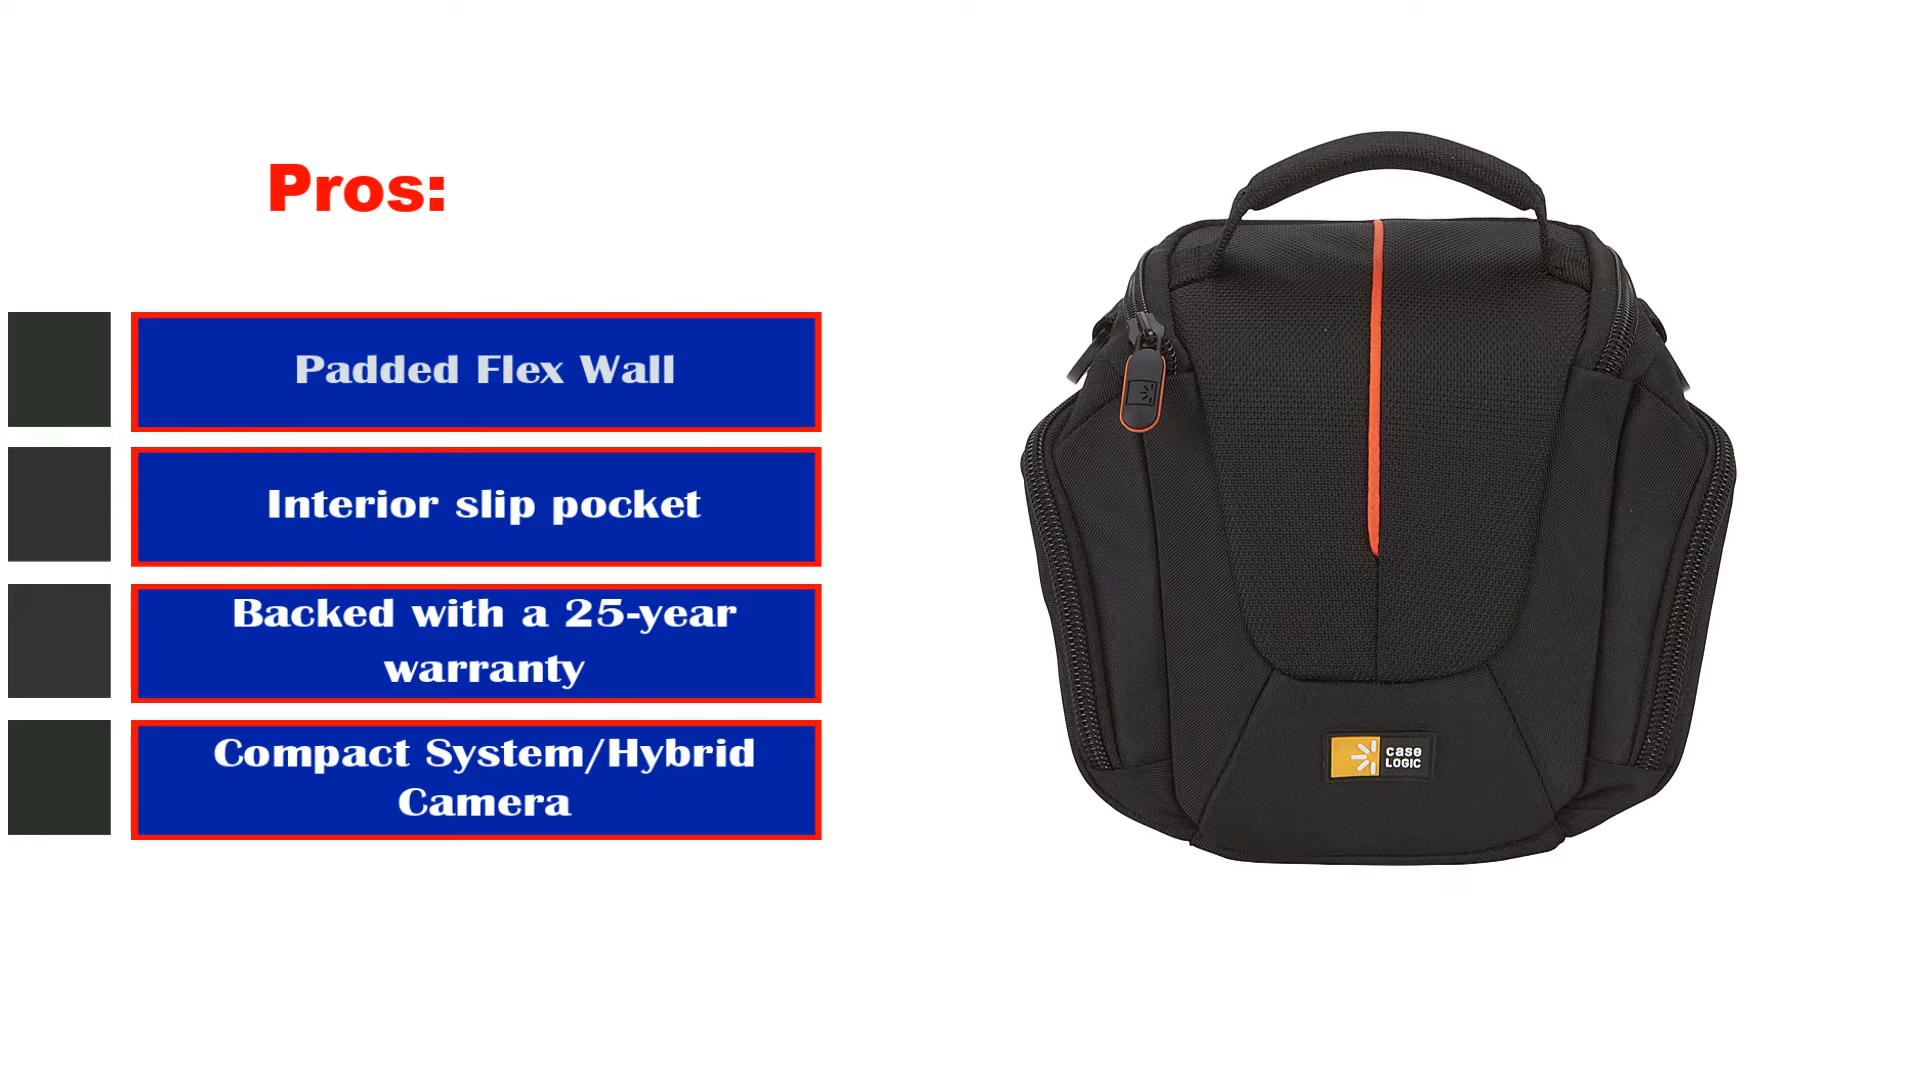 Pros:
Padded Flex Wall
Interior slip pocket
Backed with a 25-year
warranty
Compact System/Hybrid
Camera
case
LOGIC